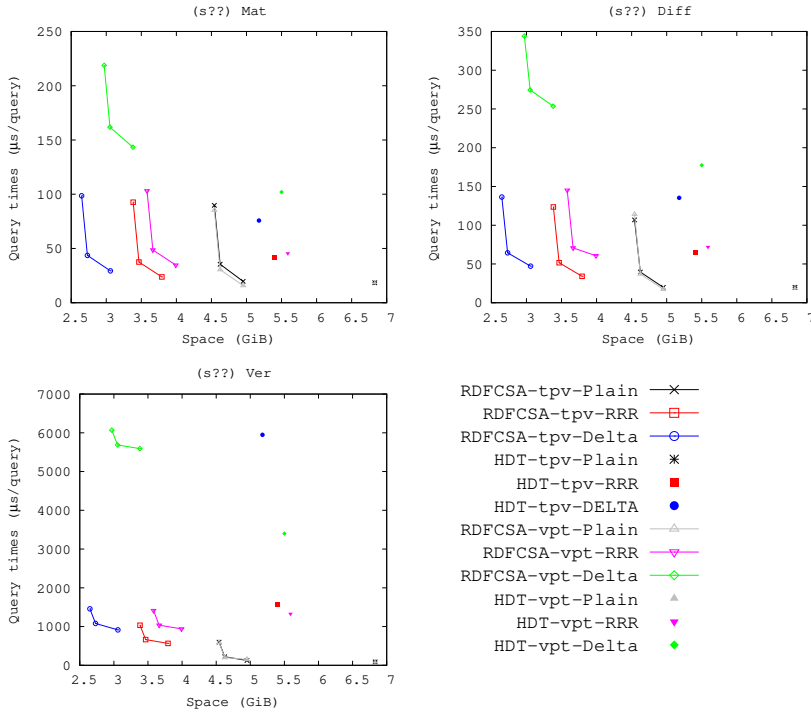 (s??) Mat
Query times (µs/query)
250
200
150
100
50
0
2.5 3 3.5 4 4.5 5 5.5 6 6.5 7
Space (GiB)
(s??) Diff
Query times (µs/query)
350
300
250
200
150
100
50
0
2.5 3 3.5 4 4.5 5 5.5 6 6.5 7
Space (GiB)
(s??) Ver
Query times (µs/query)
7000
6000
5000
4000
3000
2000
1000
0
2.5 3 3.5 4 4.5 5 5.5 6 6.5 7
Space (GiB)
RDFCSA-tpv-Plain
RDFCSA-tpv-RRR
RDFCSA-tpv-Delta
HDT-tpv-Plain
HDT-tpv-RRR
HDT-tpv-DELTA
RDFCSA-vpt-Plain
RDFCSA-vpt-RRR
RDFCSA-vpt-Delta
HDT-vpt-Plain
HDT-vpt-RRR
HDT-vpt-Delta